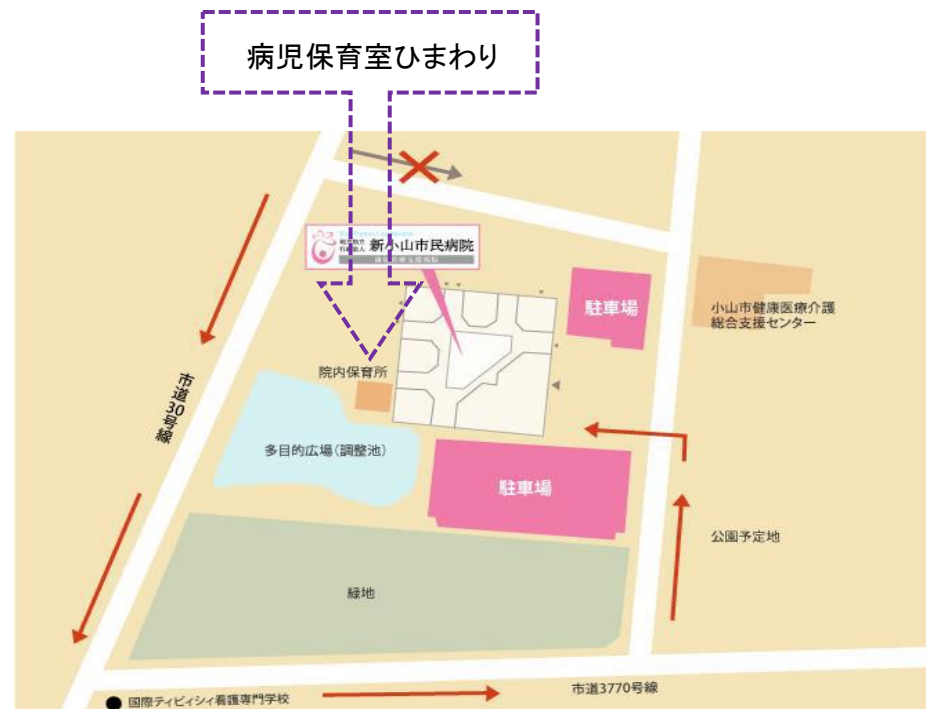 病児保育室ひまわり
新小山市民病院
駐車場
小山市健康医療介護
総合支援センター
院内保育所
市道30号線
多目的広場(調整池)
駐車場
公園予定地
緑地
市道3770号線
国際ティビィシィ看護専門学校